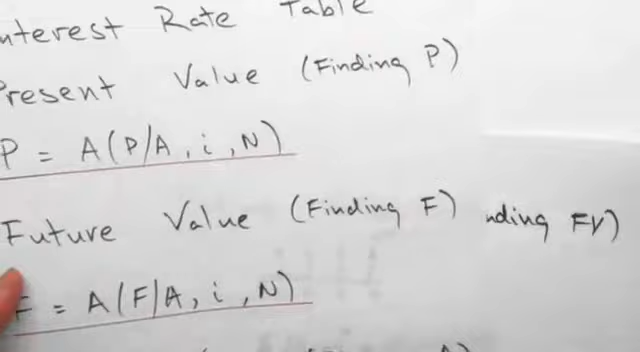 nterest Rate Table
resent Value (Finding P)
P = A(P/A, i, N)
Future Value (Finding F) nding FV)
F = A(F/A, i, N)
A)